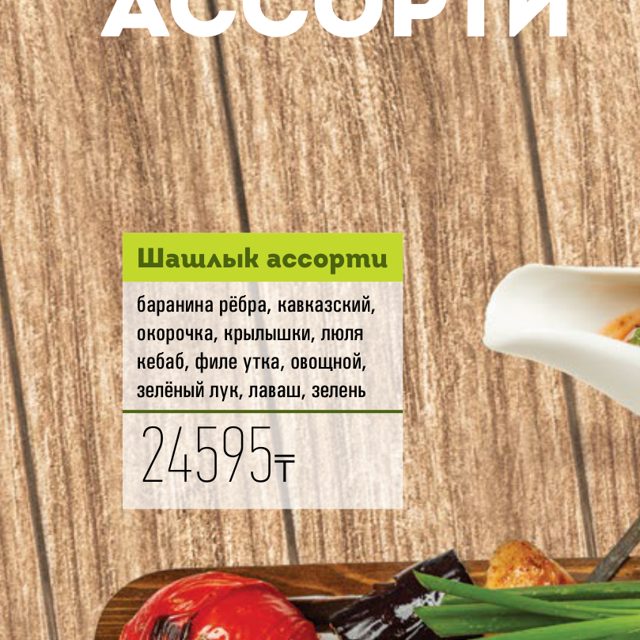 АССОРТИ
Шашлык ассорти
баранина рёбра, кавказский,
окорочка, крылышки, люля
кебаб, филе утка, овощной,
зелёный лук, лаваш, зелень
24595₸